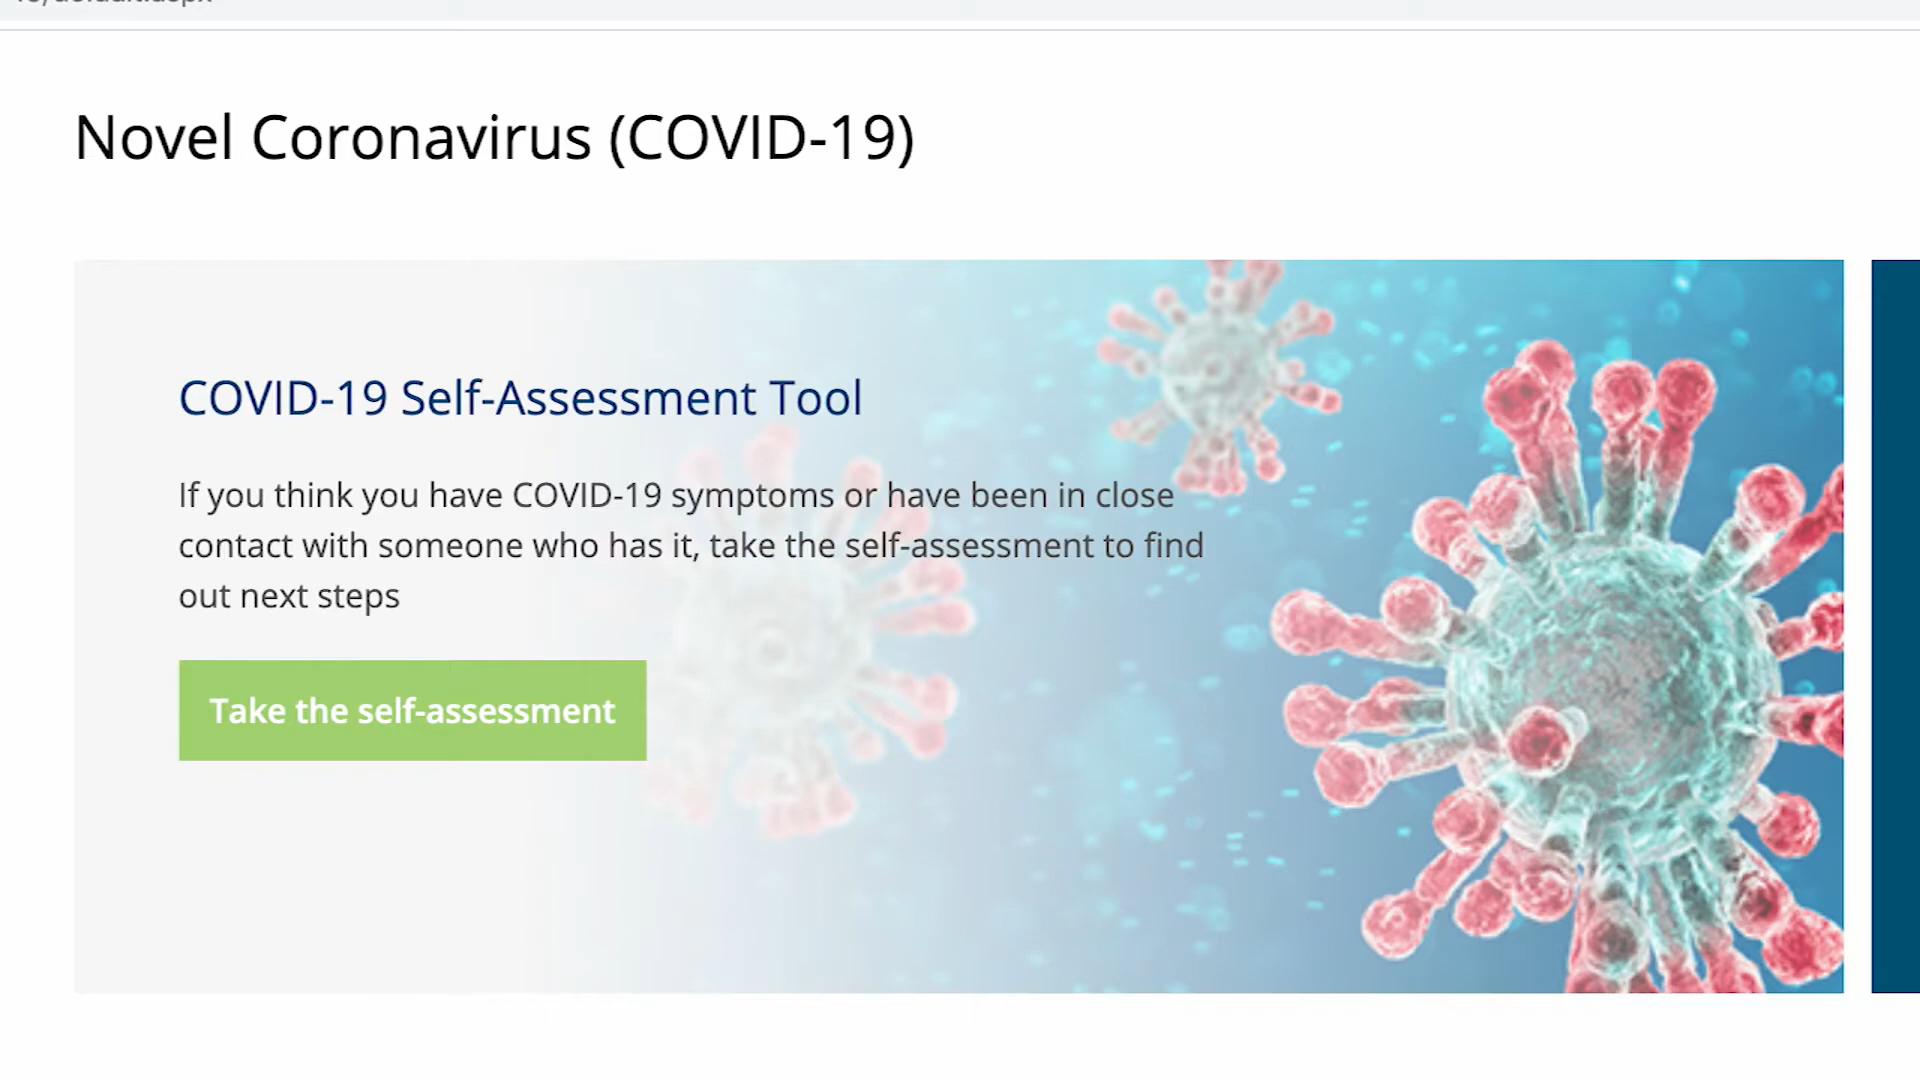 Novel Coronavirus (COVID-19)
COVID-19 Self-Assessment Tool
If you think you have COVID-19 symptoms or have been in close
contact with someone who has it, take the self-assessment to find
out next steps
Take the self-assessment